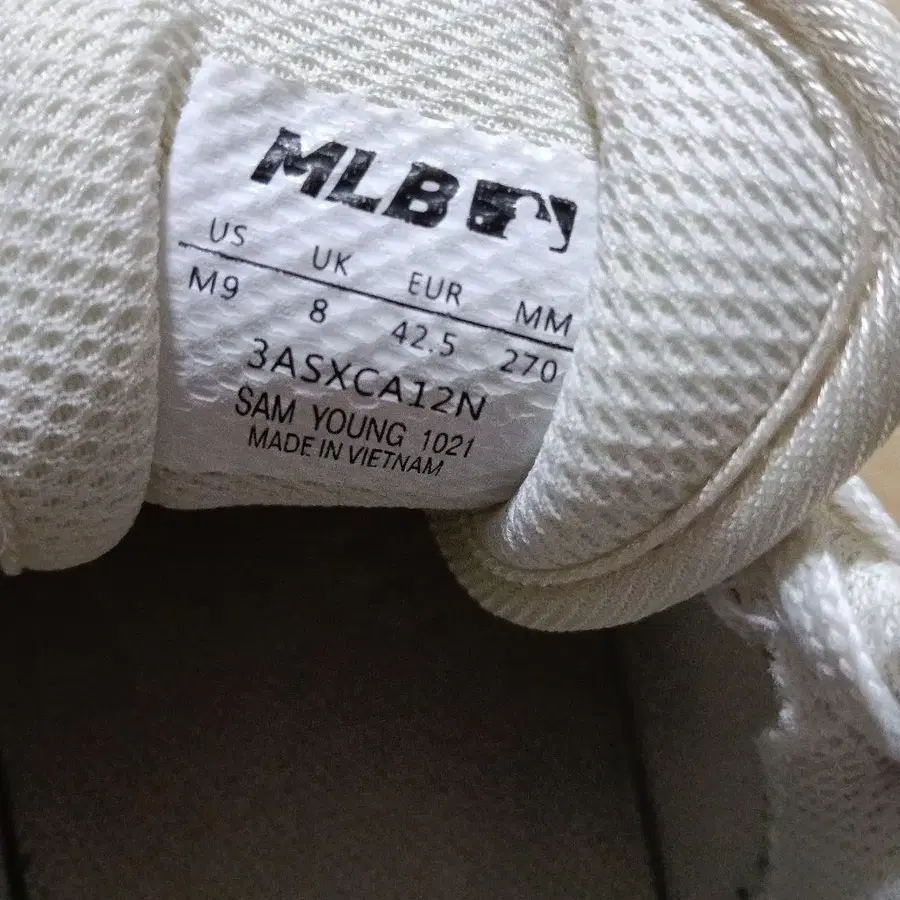 MLB
US UK EUR MM
M9 8 42.5 270
3ASXCA12N
SAM YOUNG 1021
MADE IN VIETNAM